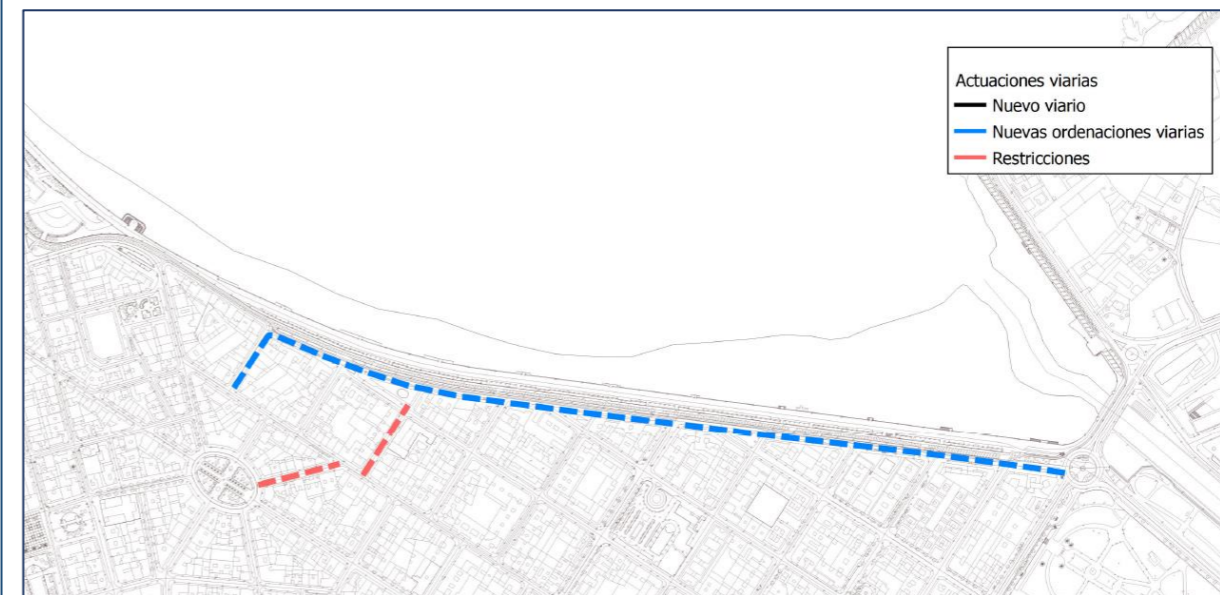 Actuaciones viarias
Nuevo viario
Nuevas ordenaciones viarias
Restricciones